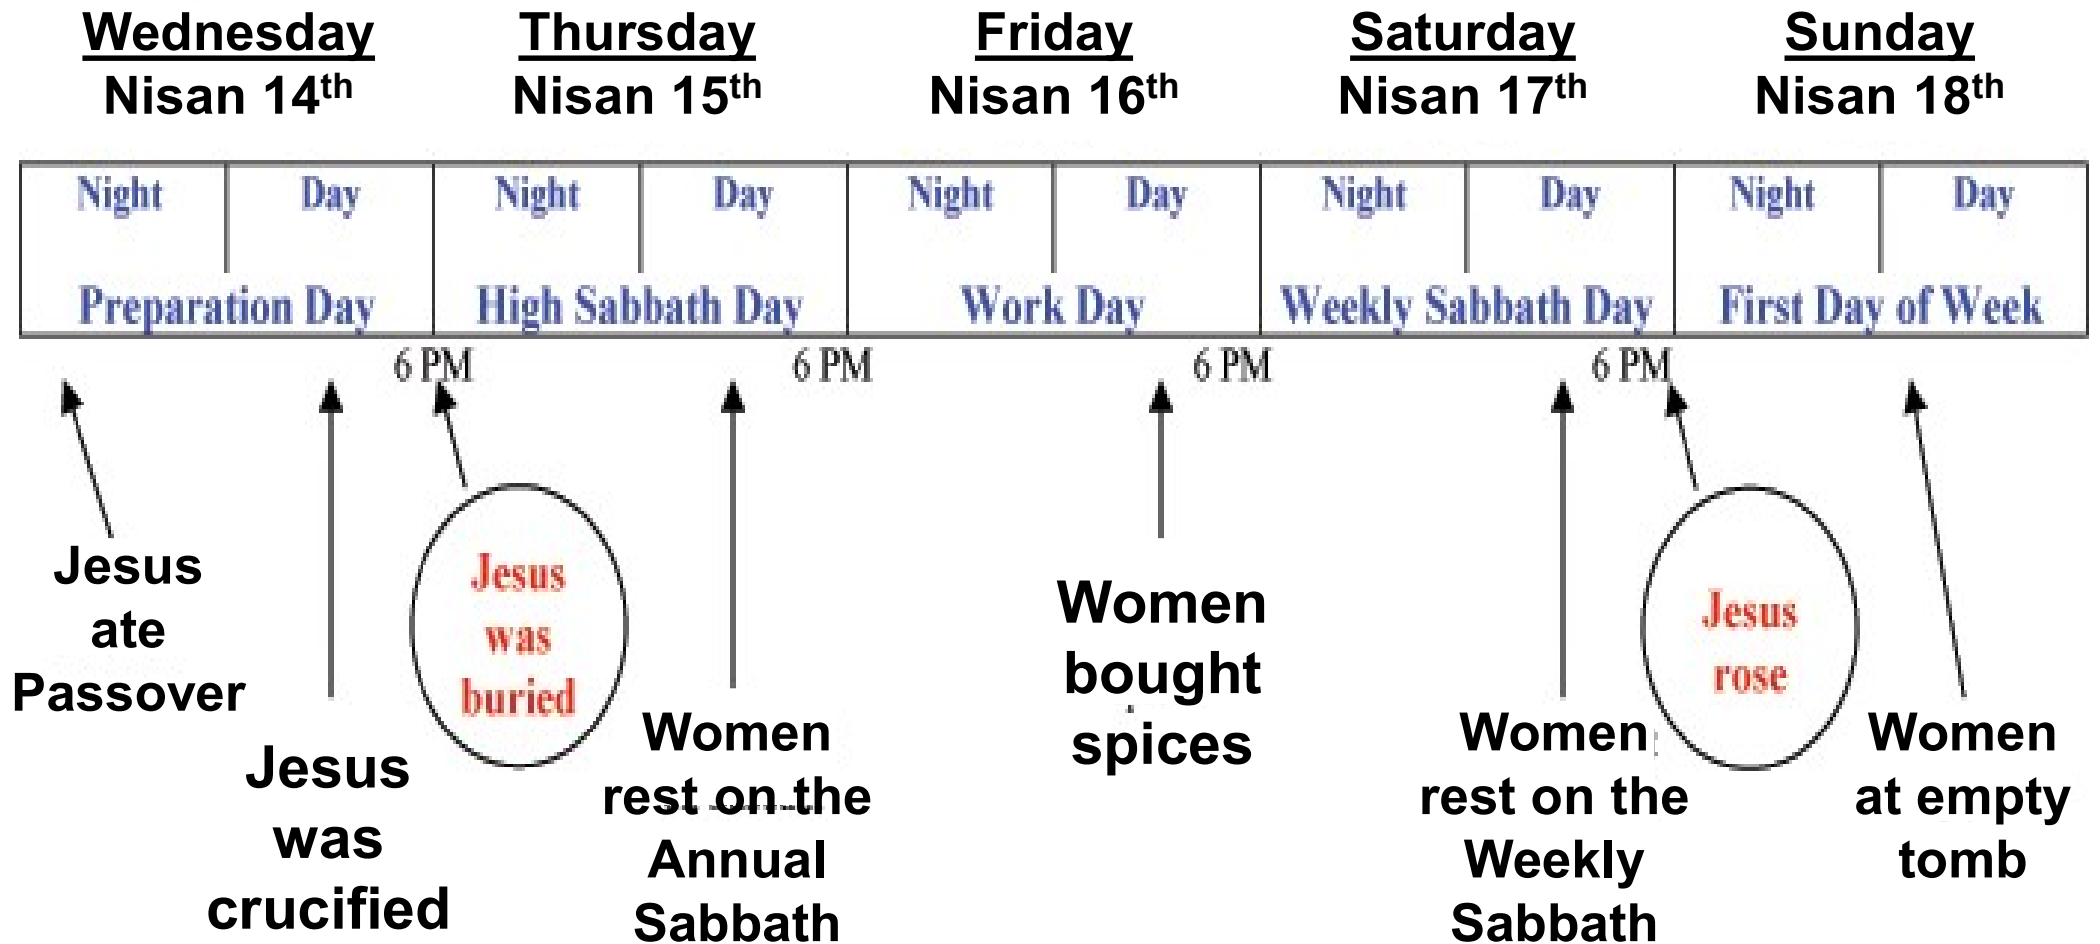 Wednesday Thursday Friday Saturday Sunday
Nisan 14th Nisan 15th Nisan 16th Nisan 17th Nisan 18th
Night Day Night Day Night Day Night Day Night Day
Preparation Day High Sabbath Day Work Day Weekly Sabbath Day First Day of Week
6 PM 6 PM 6 PM 6 PM
Jesus
ate
Passover
Jesus
was
crucified
Jesus
was
buried
Women
rest on the
Annual
Sabbath
Women
bought
spices
Women
rest on the
Weekly
Sabbath
Jesus
rose
Women
at empty
tomb